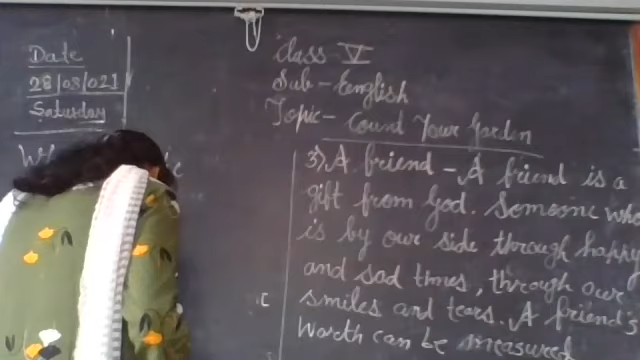 Date
28/08/021
Saturday
Class V
Sub - English
Topic - Count Your Garden
3) A friend - A friend is a
gift from God. Someone who
is by our side through happy
and sad times, through our
smiles and tears. A friend's
worth can be measured